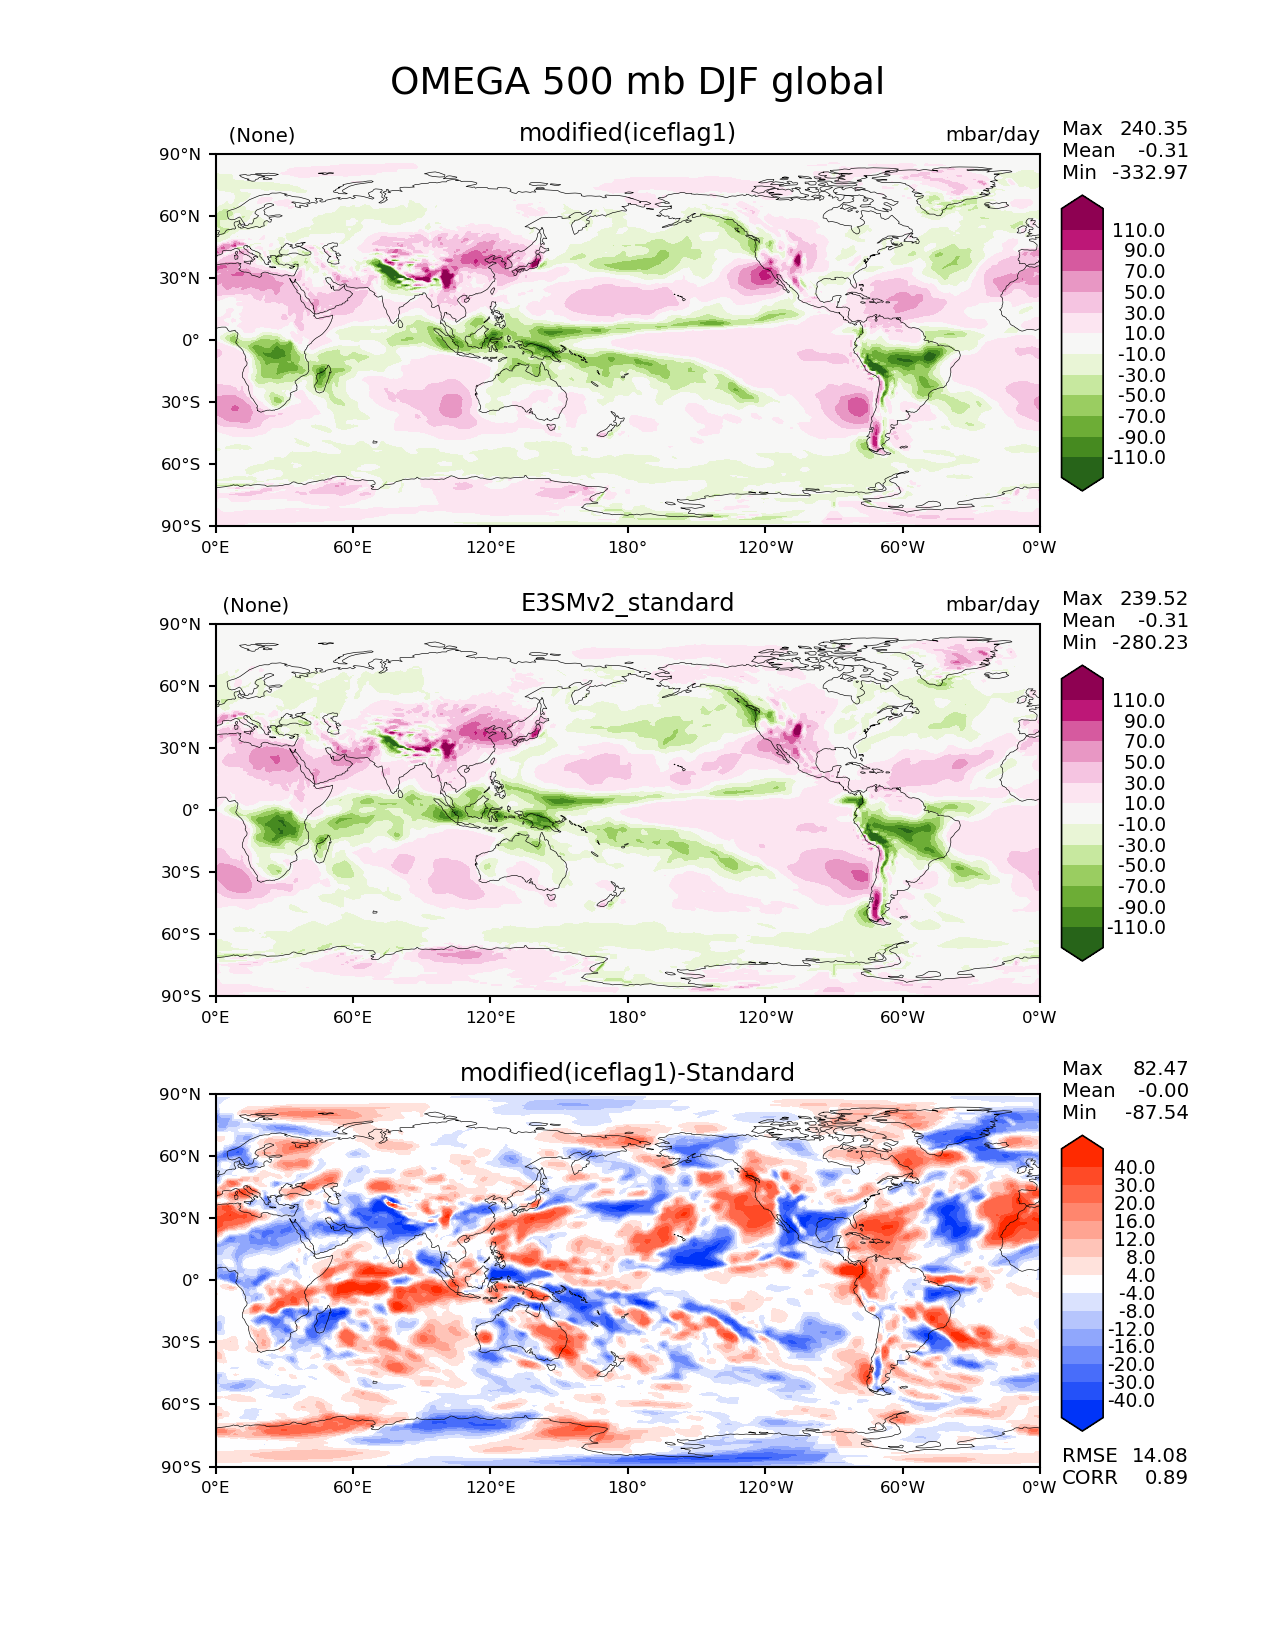 OMEGA 500 mb DJF global
(None) modified(iceflag1) mbar/day
Max 240.35
Mean -0.31
Min -332.97
90°N
60°N
30°N
0°
30°S
60°S
90°S
0°E 60°E 120°E 180° 120°W 60°W 0°W
110.0
90.0
70.0
50.0
30.0
10.0
-10.0
-30.0
-50.0
-70.0
-90.0
-110.0
(None) E3SMv2_standard mbar/day
Max 239.52
Mean -0.31
Min -280.23
90°N
60°N
30°N
0°
30°S
60°S
90°S
0°E 60°E 120°E 180° 120°W 60°W 0°W
110.0
90.0
70.0
50.0
30.0
10.0
-10.0
-30.0
-50.0
-70.0
-90.0
-110.0
modified(iceflag1)-Standard
Max 82.47
Mean -0.00
Min -87.54
90°N
60°N
30°N
0°
30°S
60°S
90°S
0°E 60°E 120°E 180° 120°W 60°W 0°W
40.0
30.0
20.0
16.0
12.0
8.0
4.0
-4.0
-8.0
-12.0
-16.0
-20.0
-30.0
-40.0
RMSE 14.08
CORR 0.89